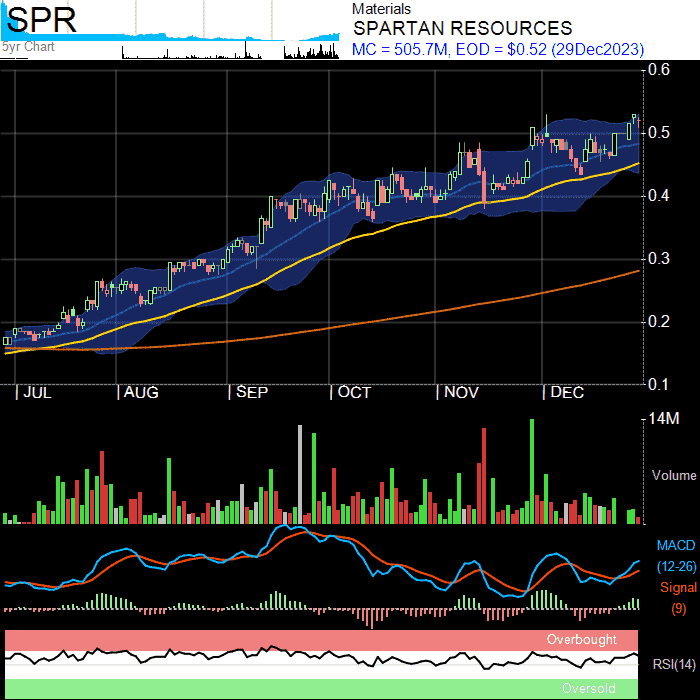 SPR
5yr Chart
Materials
SPARTAN RESOURCES
MC = 505.7M, EOD = $0.52 (29Dec2023)
0.6
0.5
0.4
0.3
0.2
0.1
JUL AUG SEP OCT NOV DEC
14M
Volume
MACD
(12-26)
Signal
(9)
Overbought
RSI(14)
Oversold